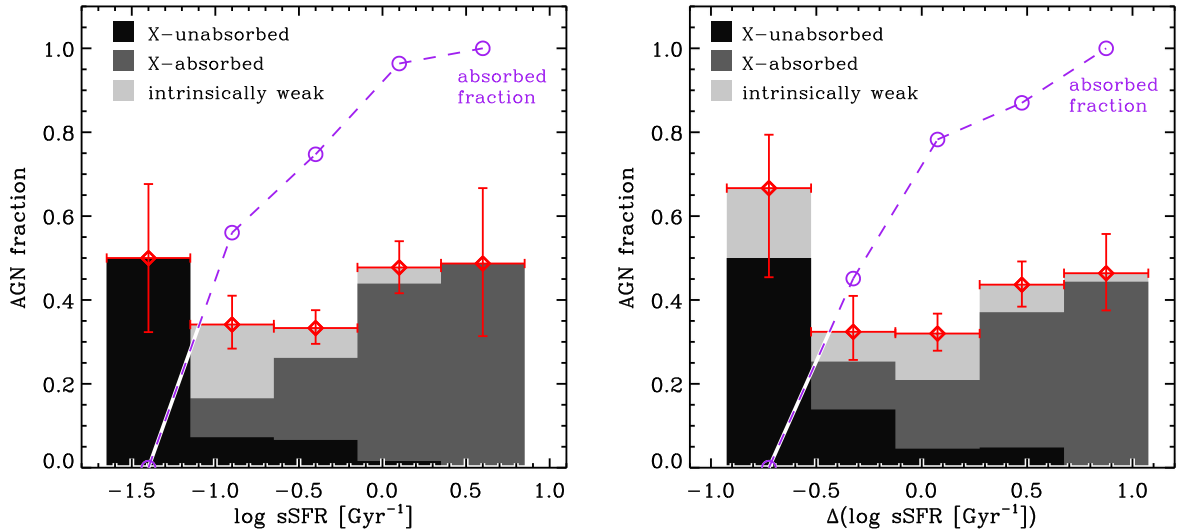 X-unabsorbed
X-absorbed
intrinsically weak
absorbed
fraction
AGN fraction
1.0
0.8
0.6
0.4
0.2
0.0
−1.5
−1.0
−0.5
0.0
0.5
1.0
log sSFR [Gyr⁻¹]
X-unabsorbed
X-absorbed
intrinsically weak
absorbed
fraction
AGN fraction
1.0
0.8
0.6
0.4
0.2
0.0
−1.0
−0.5
0.0
0.5
1.0
Δ(log sSFR [Gyr⁻¹])